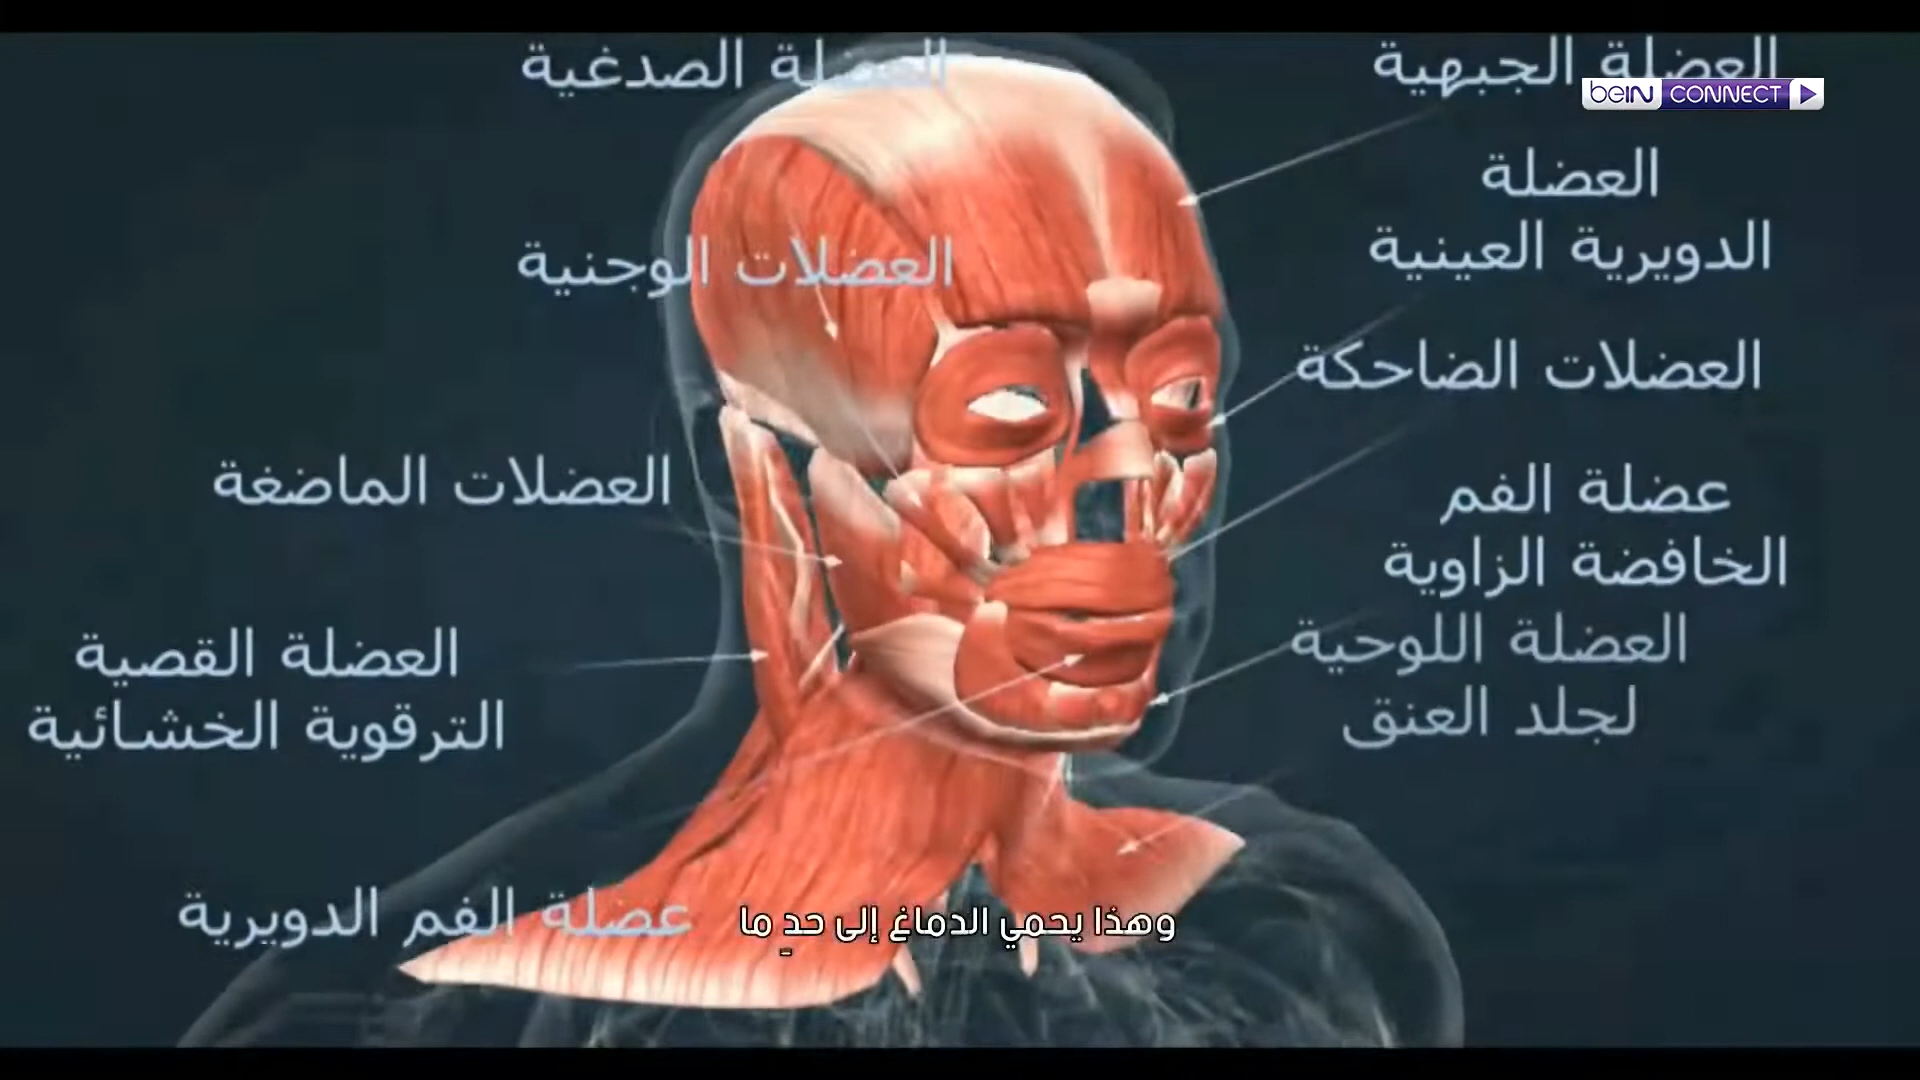 العضلة الصدغية
العضلة الجبهية
beIN CONNECT
العضلة
الدويرية العينية
العضلات الوجنية
العضلات الضاحكة
العضلات الماضغة
عضلة الفم
الخافضة الزاوية
العضلة القصية
الترقوية الخشائية
العضلة اللوحية
لجلد العنق
عضلة الفم الدويرية
وهذا يحمي الدماغ إلى حدٍ ما